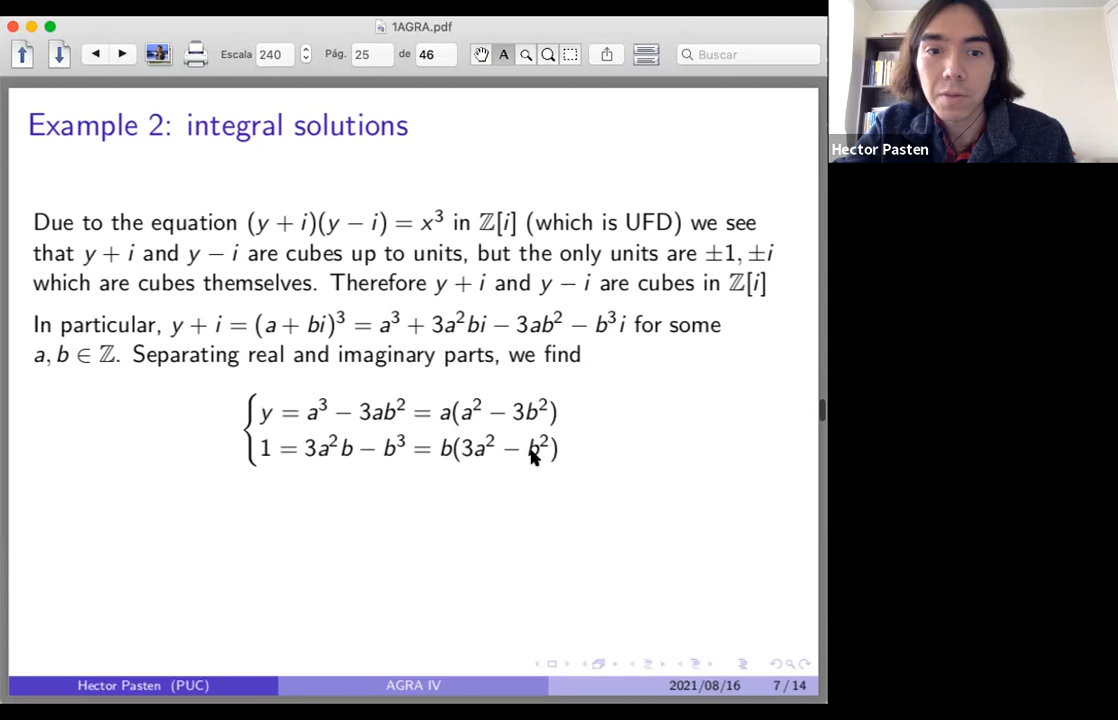 1AGRA.pdf
Escala 240 Pág. 25 de 46 A Buscar
Hector Pasten
Example 2: integral solutions
Due to the equation (y + i)(y − i) = x³ in ℤ[i] (which is UFD) we see
that y + i and y − i are cubes up to units, but the only units are ±1, ±i
which are cubes themselves. Therefore y + i and y − i are cubes in ℤ[i]
In particular, y + i = (a + bi)³ = a³ + 3a²bi − 3ab² − b³i for some
a, b ∈ ℤ. Separating real and imaginary parts, we find
y = a³ − 3ab² = a(a² − 3b²)
1 = 3a²b − b³ = b(3a² − b²)
Hector Pasten (PUC) AGRA IV 2021/08/16 7 / 14